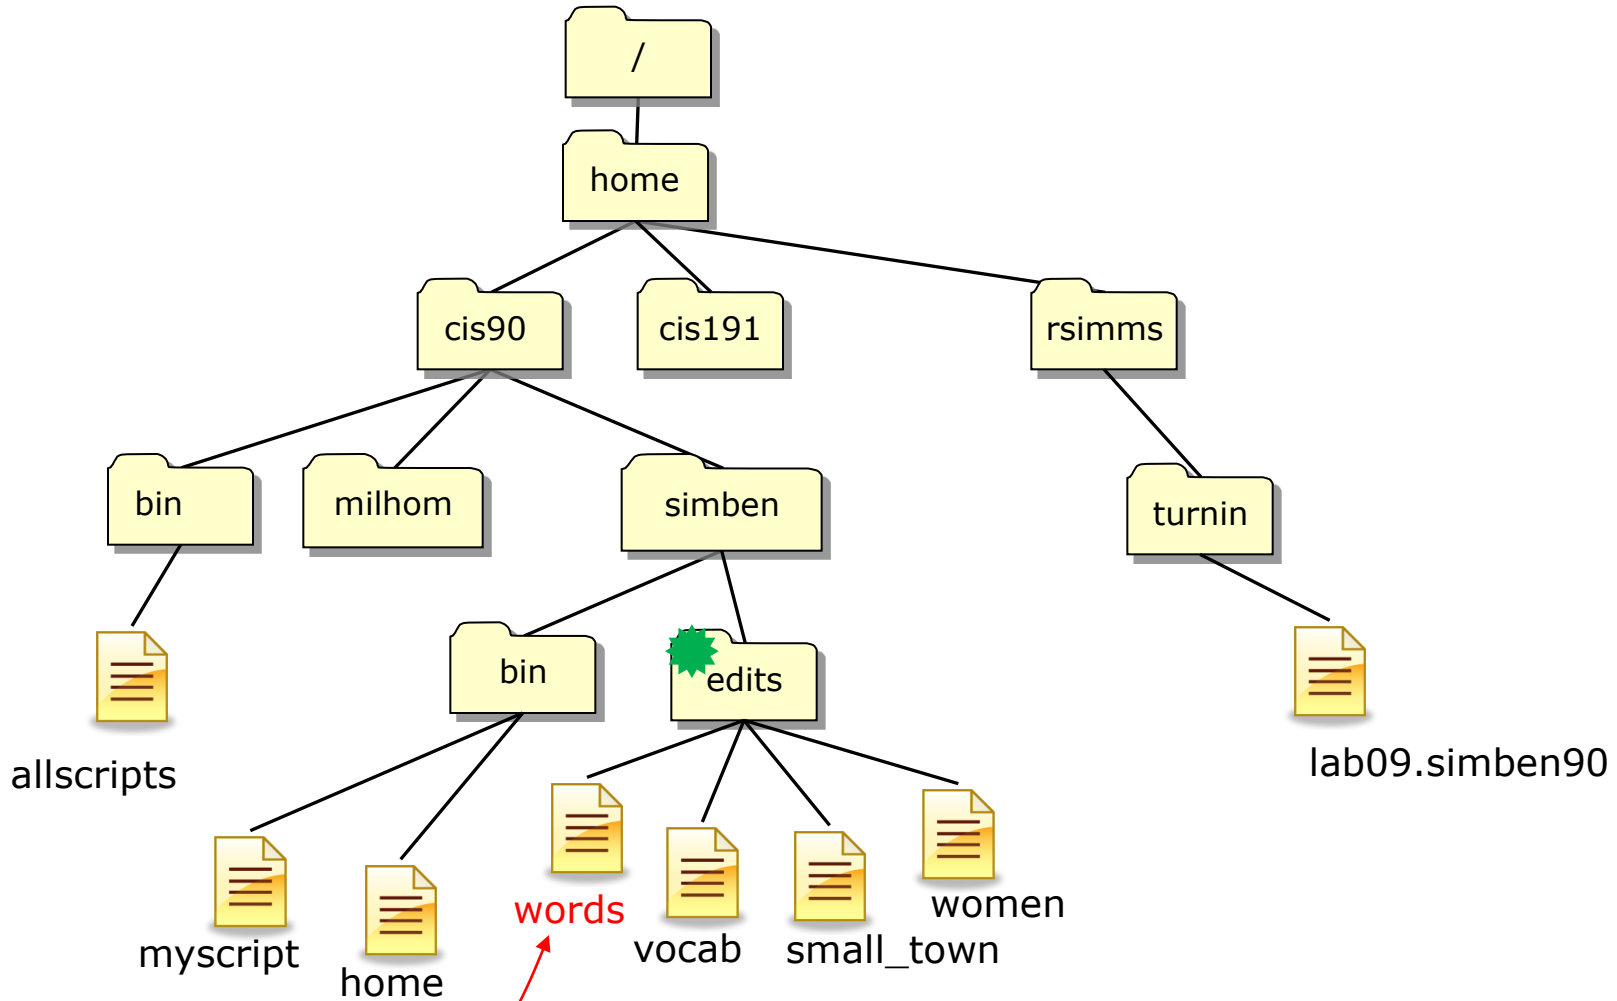 /
home
cis90
cis191
rsimms
bin
milhom
simben
turnin
bin
edits
allscripts
lab09.simben90
myscript
home
words
vocab
small_town
women